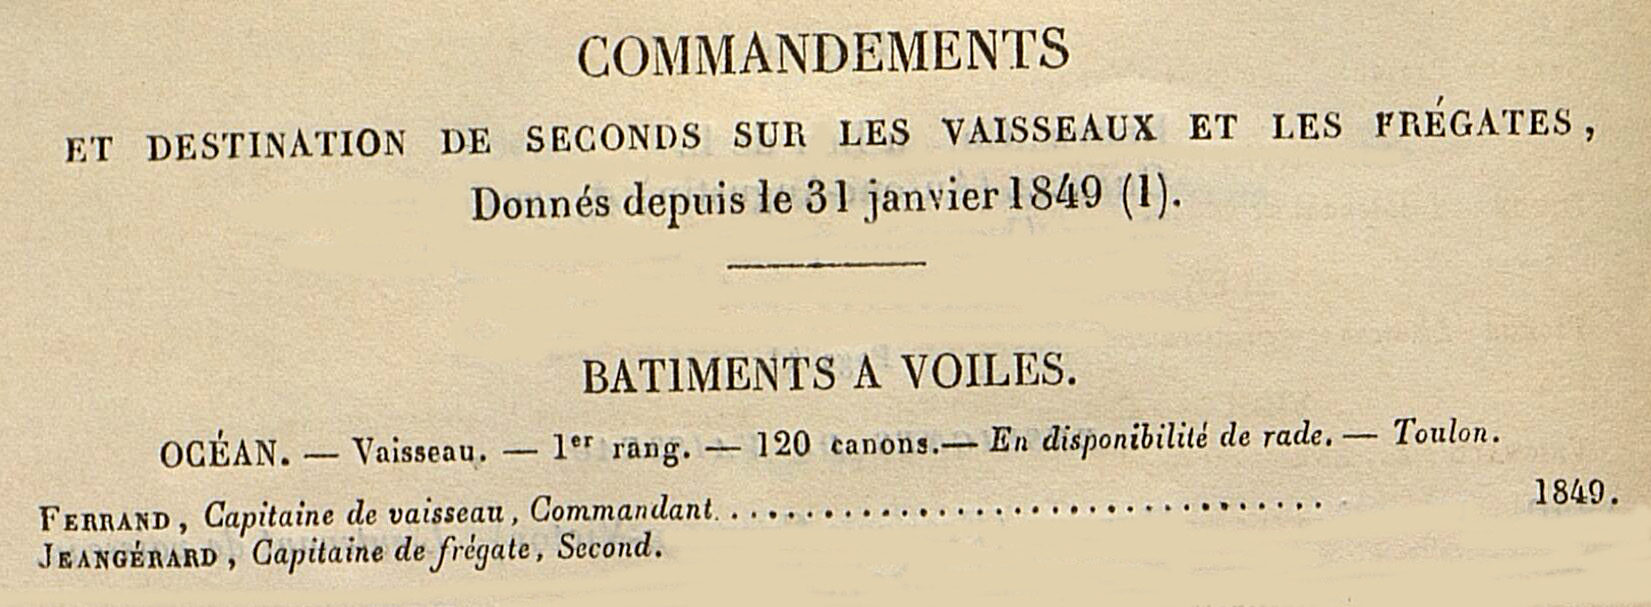 COMMANDEMENTS
ET DESTINATION DE SECONDS SUR LES VAISSEAUX ET LES FRÉGATES,
Donnés depuis le 31 janvier 1849 (1).
BATIMENTS A VOILES.
OCÉAN. — Vaisseau. — 1er rang. — 120 canons. — En disponibilité de rade. — Toulon.
FERRAND, Capitaine de vaisseau, Commandant. .............................. 1849.
JEANGÉRARD, Capitaine de frégate, Second.